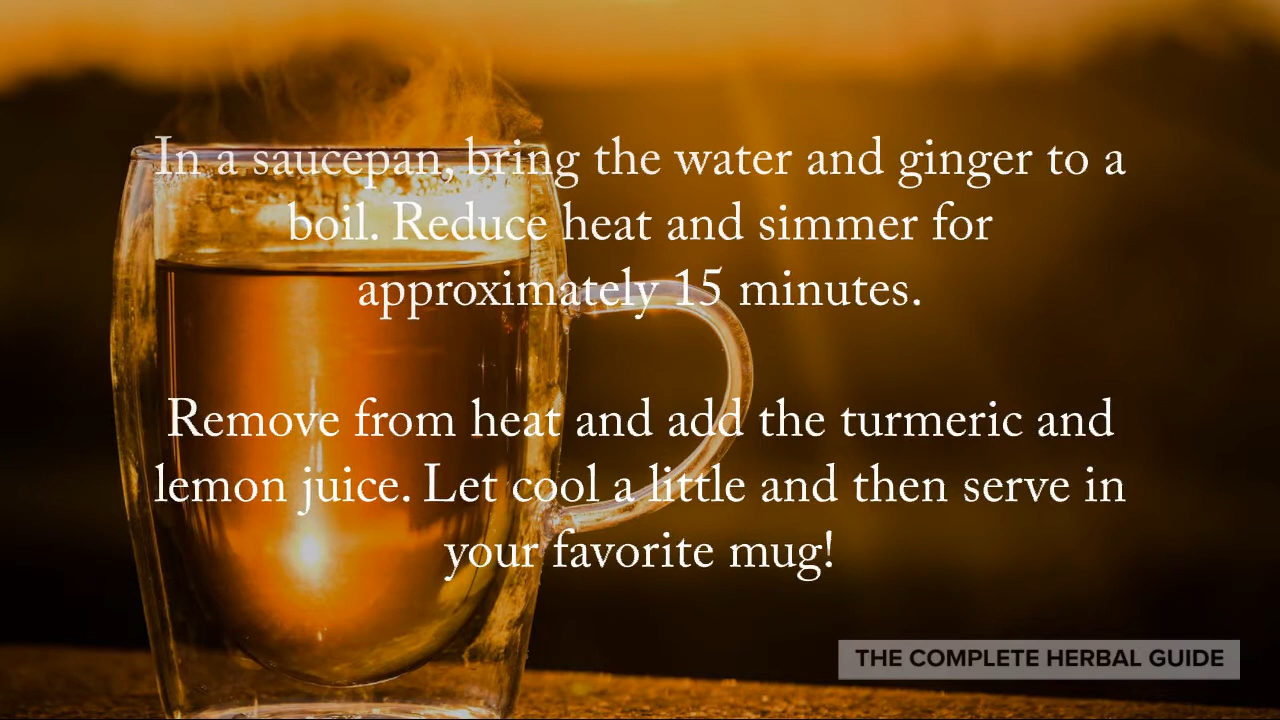 In a saucepan, bring the water and ginger to a
boil. Reduce heat and simmer for
approximately 15 minutes.
Remove from heat and add the turmeric and
lemon juice. Let cool a little and then serve in
your favorite mug!
THE COMPLETE HERBAL GUIDE